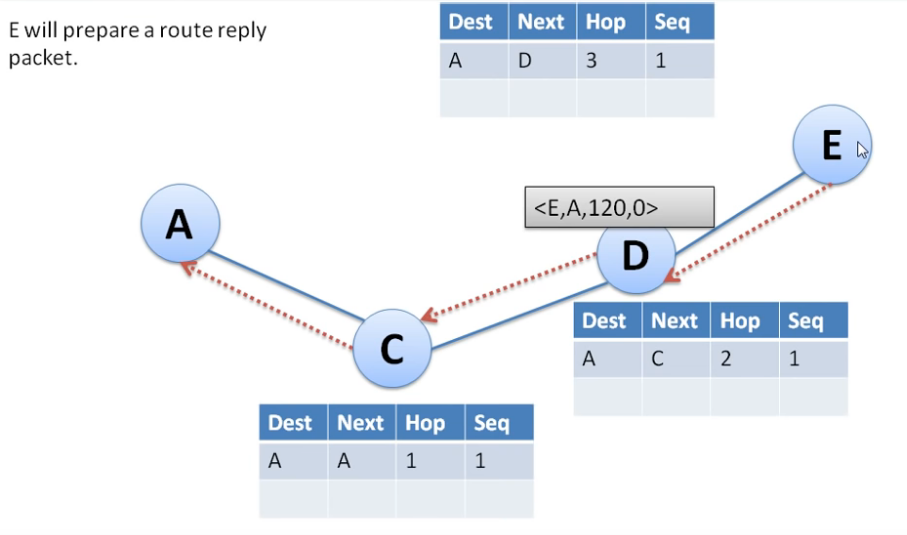 E will prepare a route reply
packet.
Dest Next Hop Seq
A D 3 1
E
A
<E,A,120,0>
D
Dest Next Hop Seq
A C 2 1
C
Dest Next Hop Seq
A A 1 1